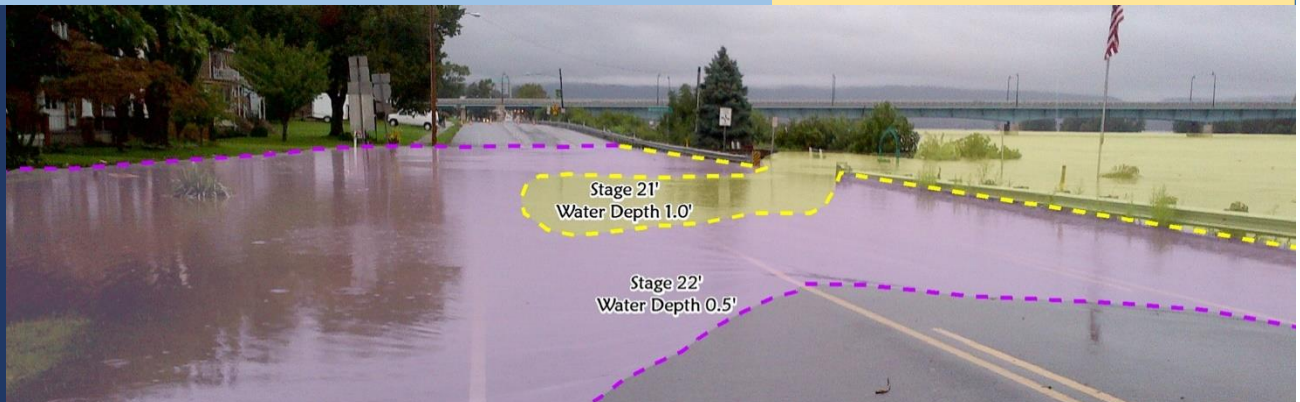 Stage 21'
Water Depth 1.0'
Stage 22'
Water Depth 0.5'